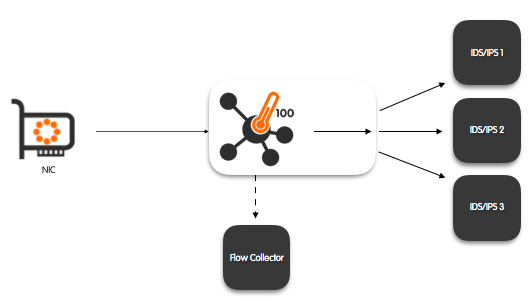 IDS/IPS 1
100
IDS/IPS 2
NIC
IDS/IPS 3
Flow Collector